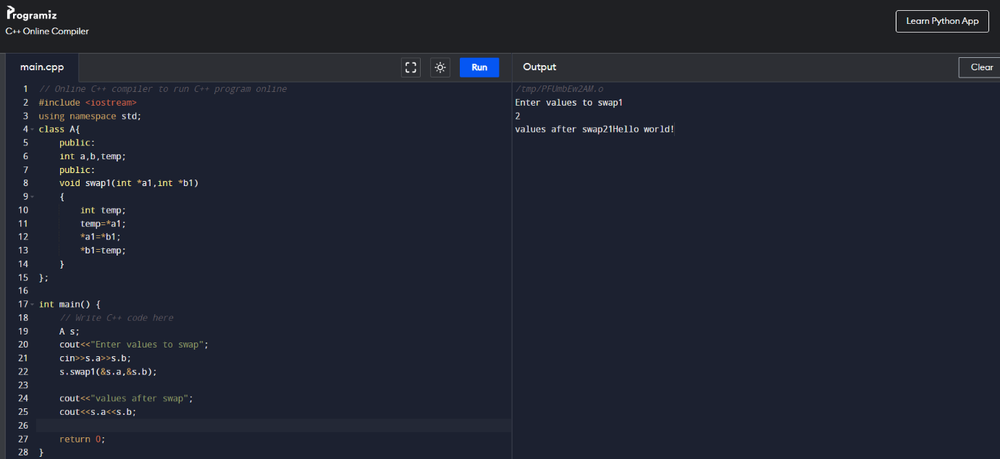 Programiz
C++ Online Compiler
Learn Python App
main.cpp
Run
Output
Clear
1 // Online C++ compiler to run C++ program online
2 #include <iostream>
3 using namespace std;
4 class A{
5     public:
6     int a,b,temp;
7     public:
8     void swap1(int *a1,int *b1)
9     {
10         int temp;
11         temp=*a1;
12         *a1=*b1;
13         *b1=temp;
14     }
15 };
16
17 int main() {
18     // Write C++ code here
19     A s;
20     cout<<"Enter values to swap";
21     cin>>s.a>>s.b;
22     s.swap1(&s.a,&s.b);
23
24     cout<<"values after swap";
25     cout<<s.a<<s.b;
26
27     return 0;
28 }
/tmp/PFUmbEw2AM.o
Enter values to swap1
2
values after swap21Hello world!